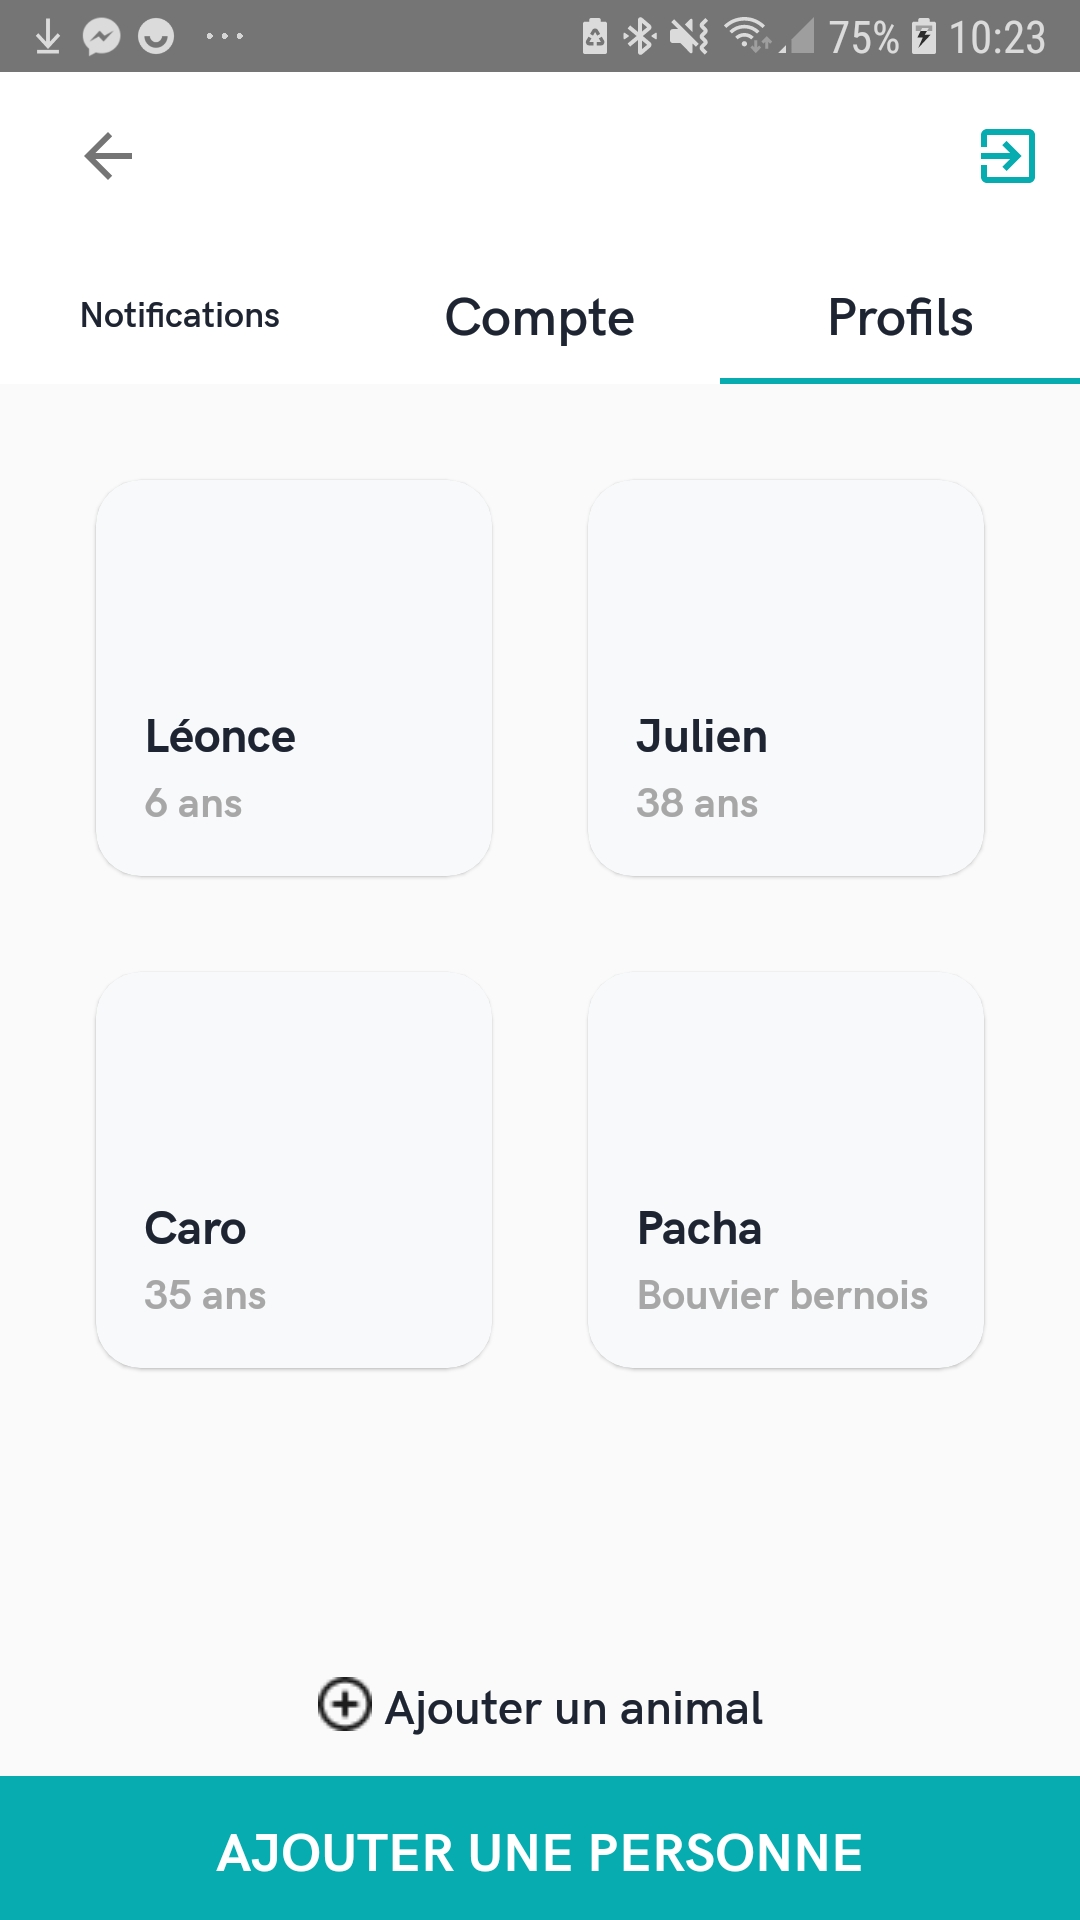 75% 10:23
Notifications Compte Profils
Léonce
6 ans
Julien
38 ans
Caro
35 ans
Pacha
Bouvier bernois
Ajouter un animal
AJOUTER UNE PERSONNE